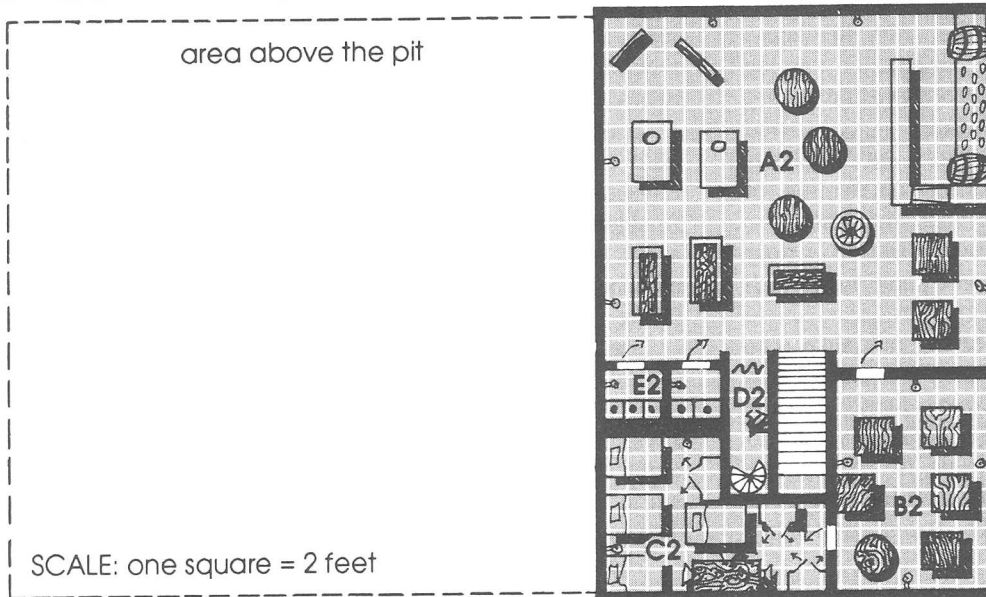 area above the pit
A2
E2
D2
B2
C2
SCALE: one square = 2 feet